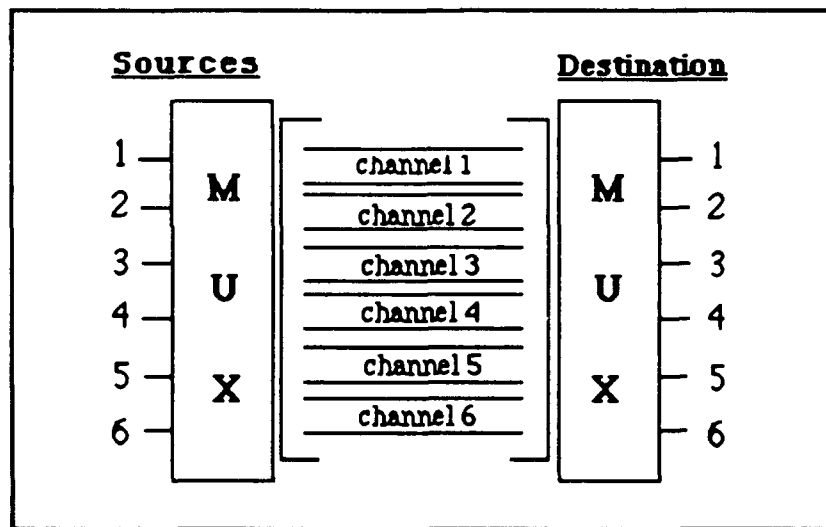 Sources Destination
1 M channel 1 M 1
2 channel 2 2
3 U channel 3 U 3
4 channel 4 4
5 X channel 5 X 5
6 channel 6 6